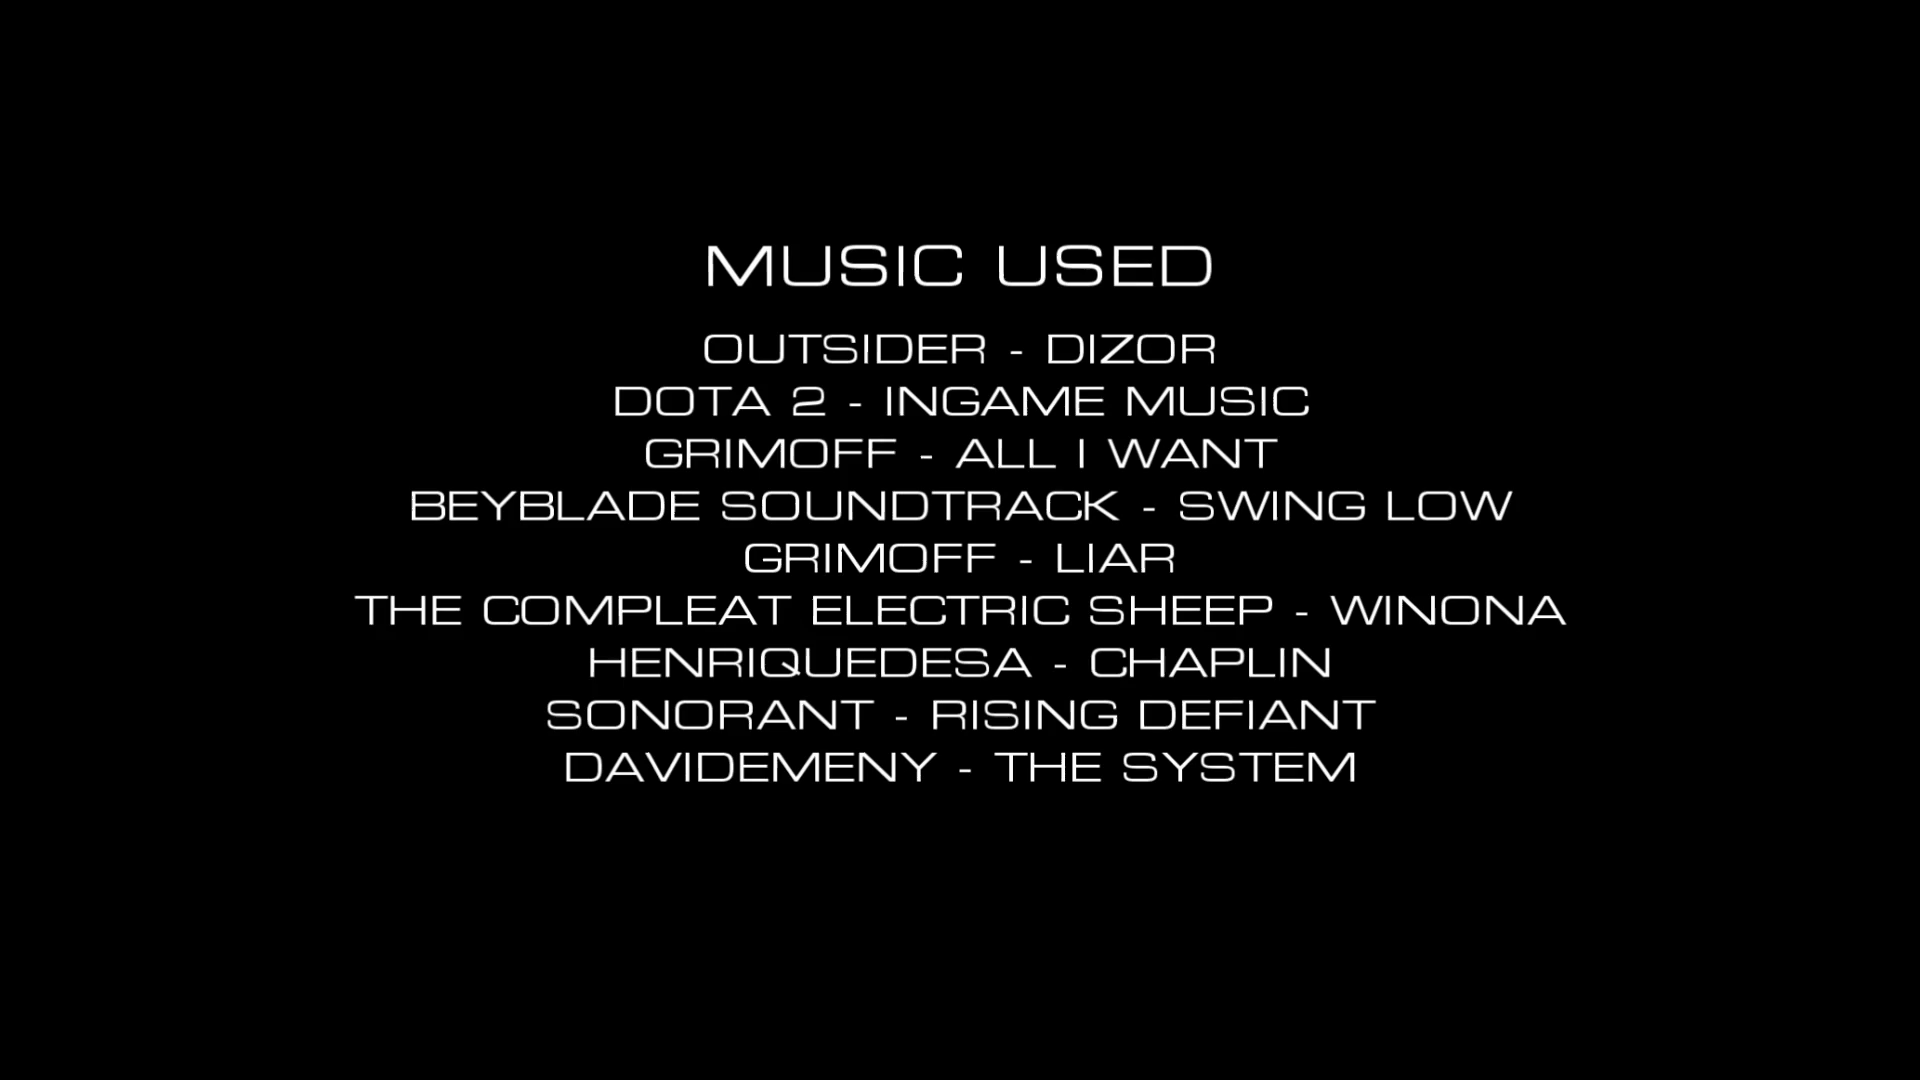 MUSIC USED
OUTSIDER - DIZOR
DOTA 2 - INGAME MUSIC
GRIMOFF - ALL I WANT
BEYBLADE SOUNDTRACK - SWING LOW
GRIMOFF - LIAR
THE COMPLEAT ELECTRIC SHEEP - WINONA
HENRIQUEDESA - CHAPLIN
SONORANT - RISING DEFIANT
DAVIDEMENY - THE SYSTEM